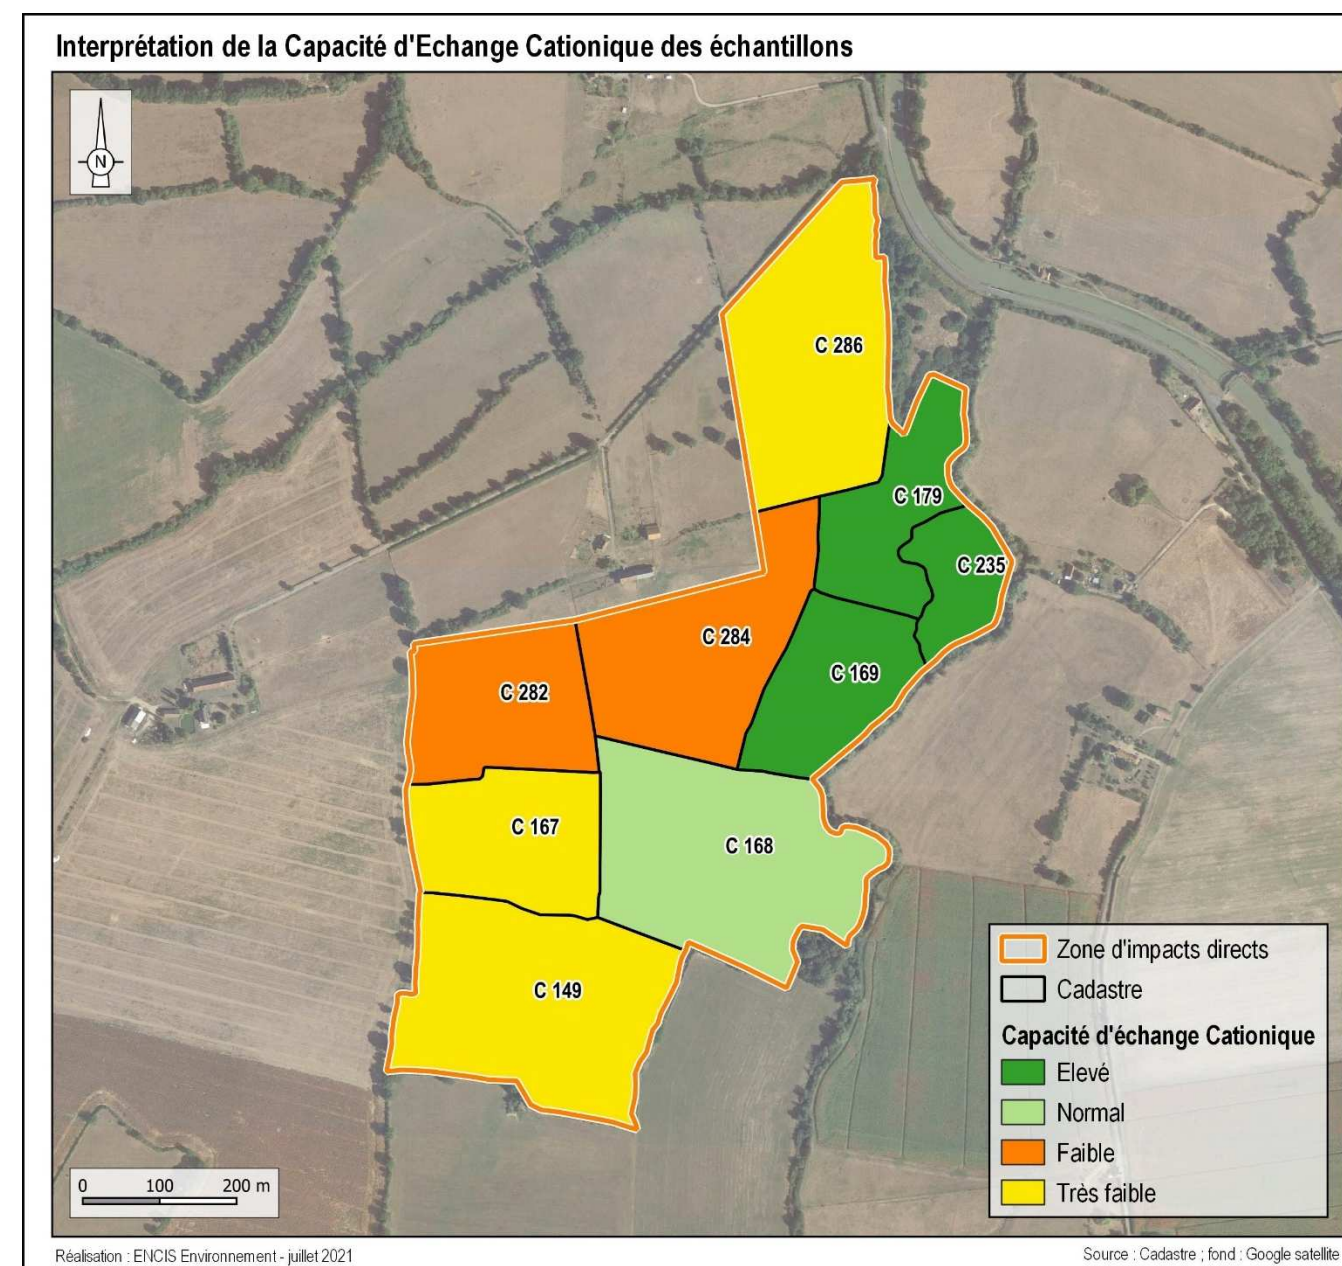 Interprétation de la Capacité d'Echange Cationique des échantillons
N
C 286
C 179
C 235
C 284
C 169
C 282
C 167
C 168
C 149
Zone d'impacts directs
Cadastre
Capacité d'échange Cationique
Elevé
Normal
Faible
Très faible
0 100 200 m
Réalisation : ENCIS Environnement - juillet 2021
Source : Cadastre ; fond : Google satellite